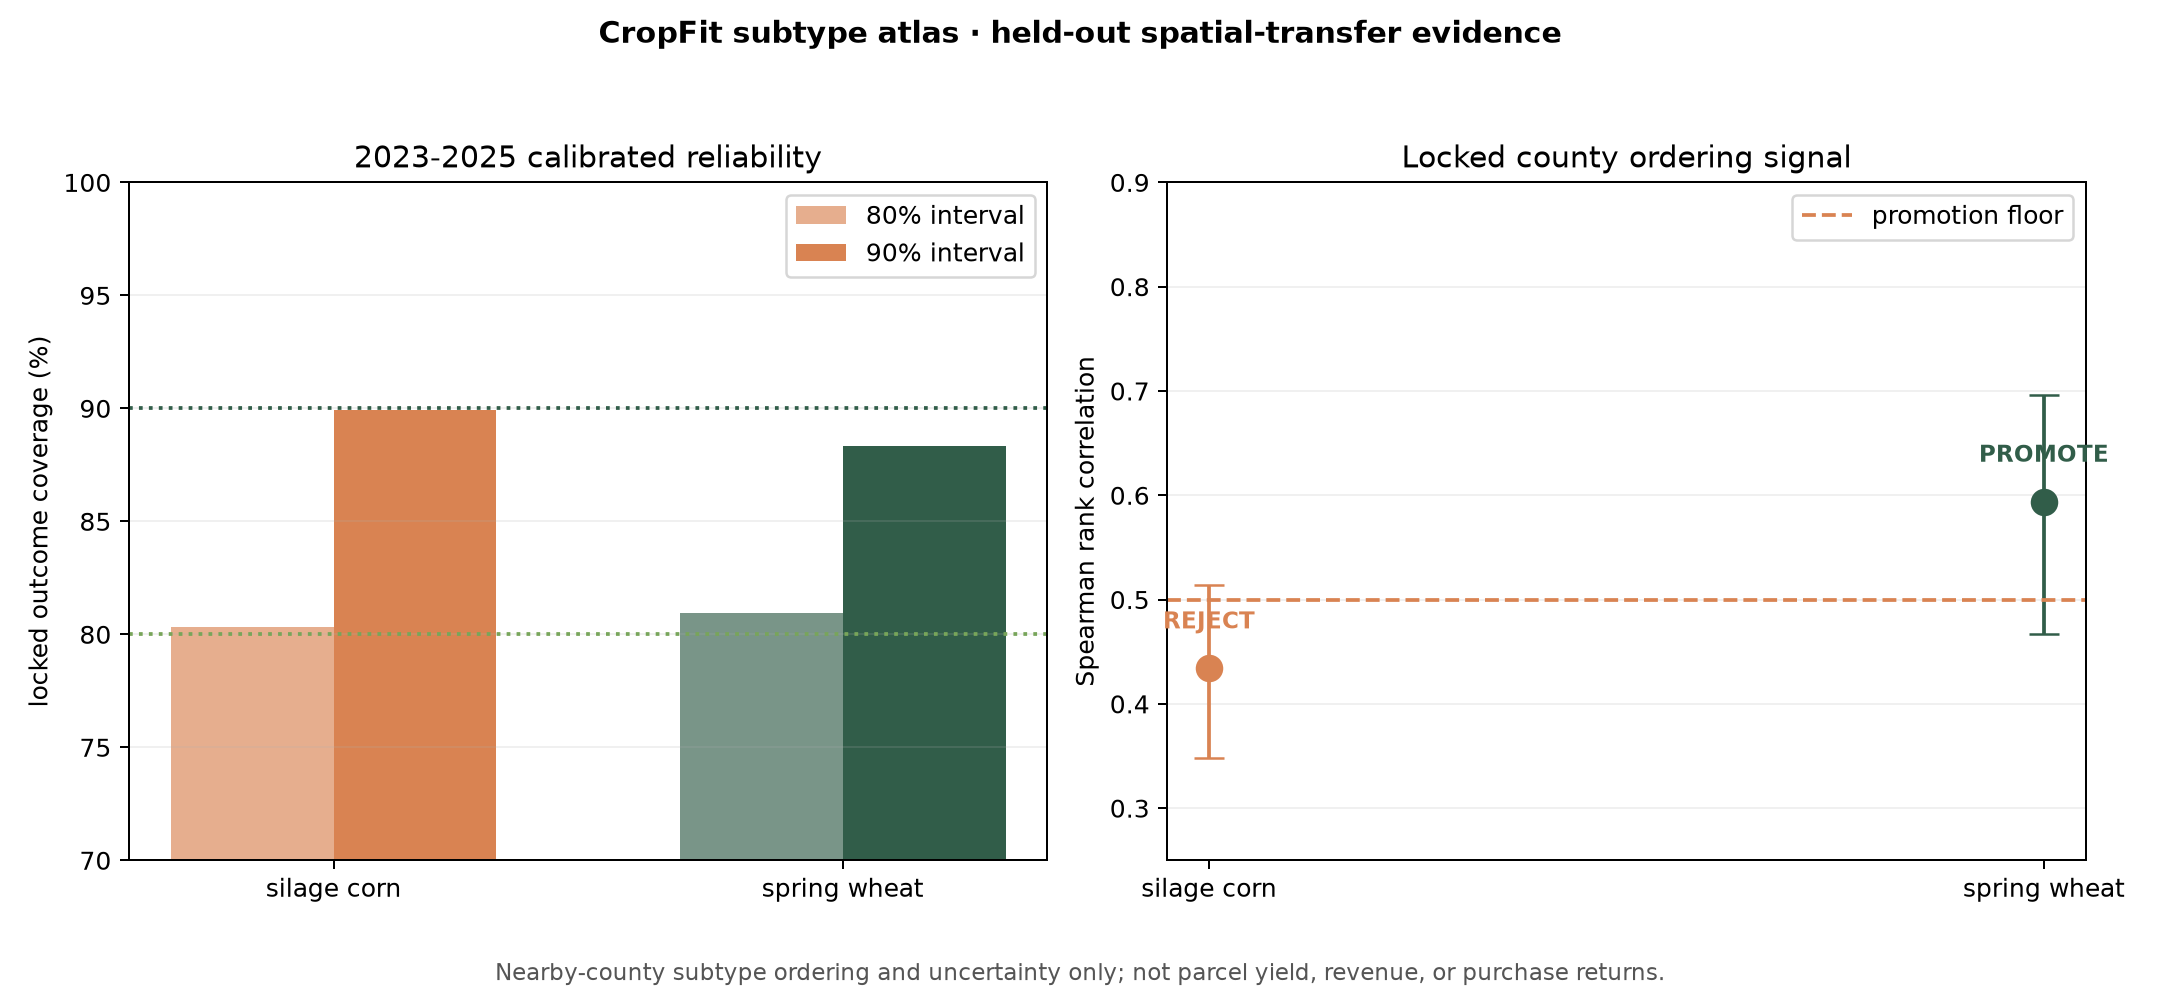 CropFit subtype atlas · held-out spatial-transfer evidence
2023-2025 calibrated reliability
locked outcome coverage (%)
100
95
90
85
80
75
70
80% interval
90% interval
silage corn
spring wheat
Locked county ordering signal
Spearman rank correlation
0.9
0.8
0.7
0.6
0.5
0.4
0.3
promotion floor
PROMOTE
REJECT
silage corn
spring wheat
Nearby-county subtype ordering and uncertainty only; not parcel yield, revenue, or purchase returns.